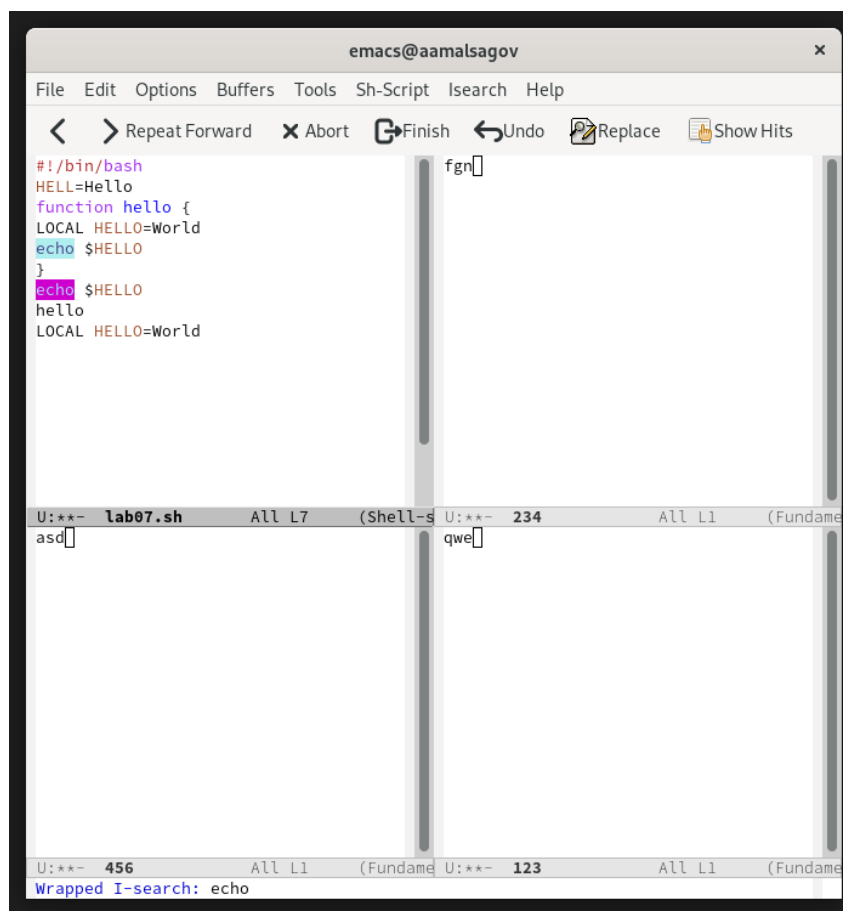 emacs@aamalsagov ×
File Edit Options Buffers Tools Sh-Script Isearch Help
Repeat Forward Abort Finish Undo Replace Show Hits
#!/bin/bash
HELL=Hello
function hello {
LOCAL HELLO=World
echo $HELLO
}
echo $HELLO
hello
LOCAL HELLO=World
U:**- lab07.sh All L7 (Shell-s
fgn
U:**- 234 All L1 (Fundame
asd
U:**- 456 All L1 (Fundame
qwe
U:**- 123 All L1 (Fundame
Wrapped I-search: echo